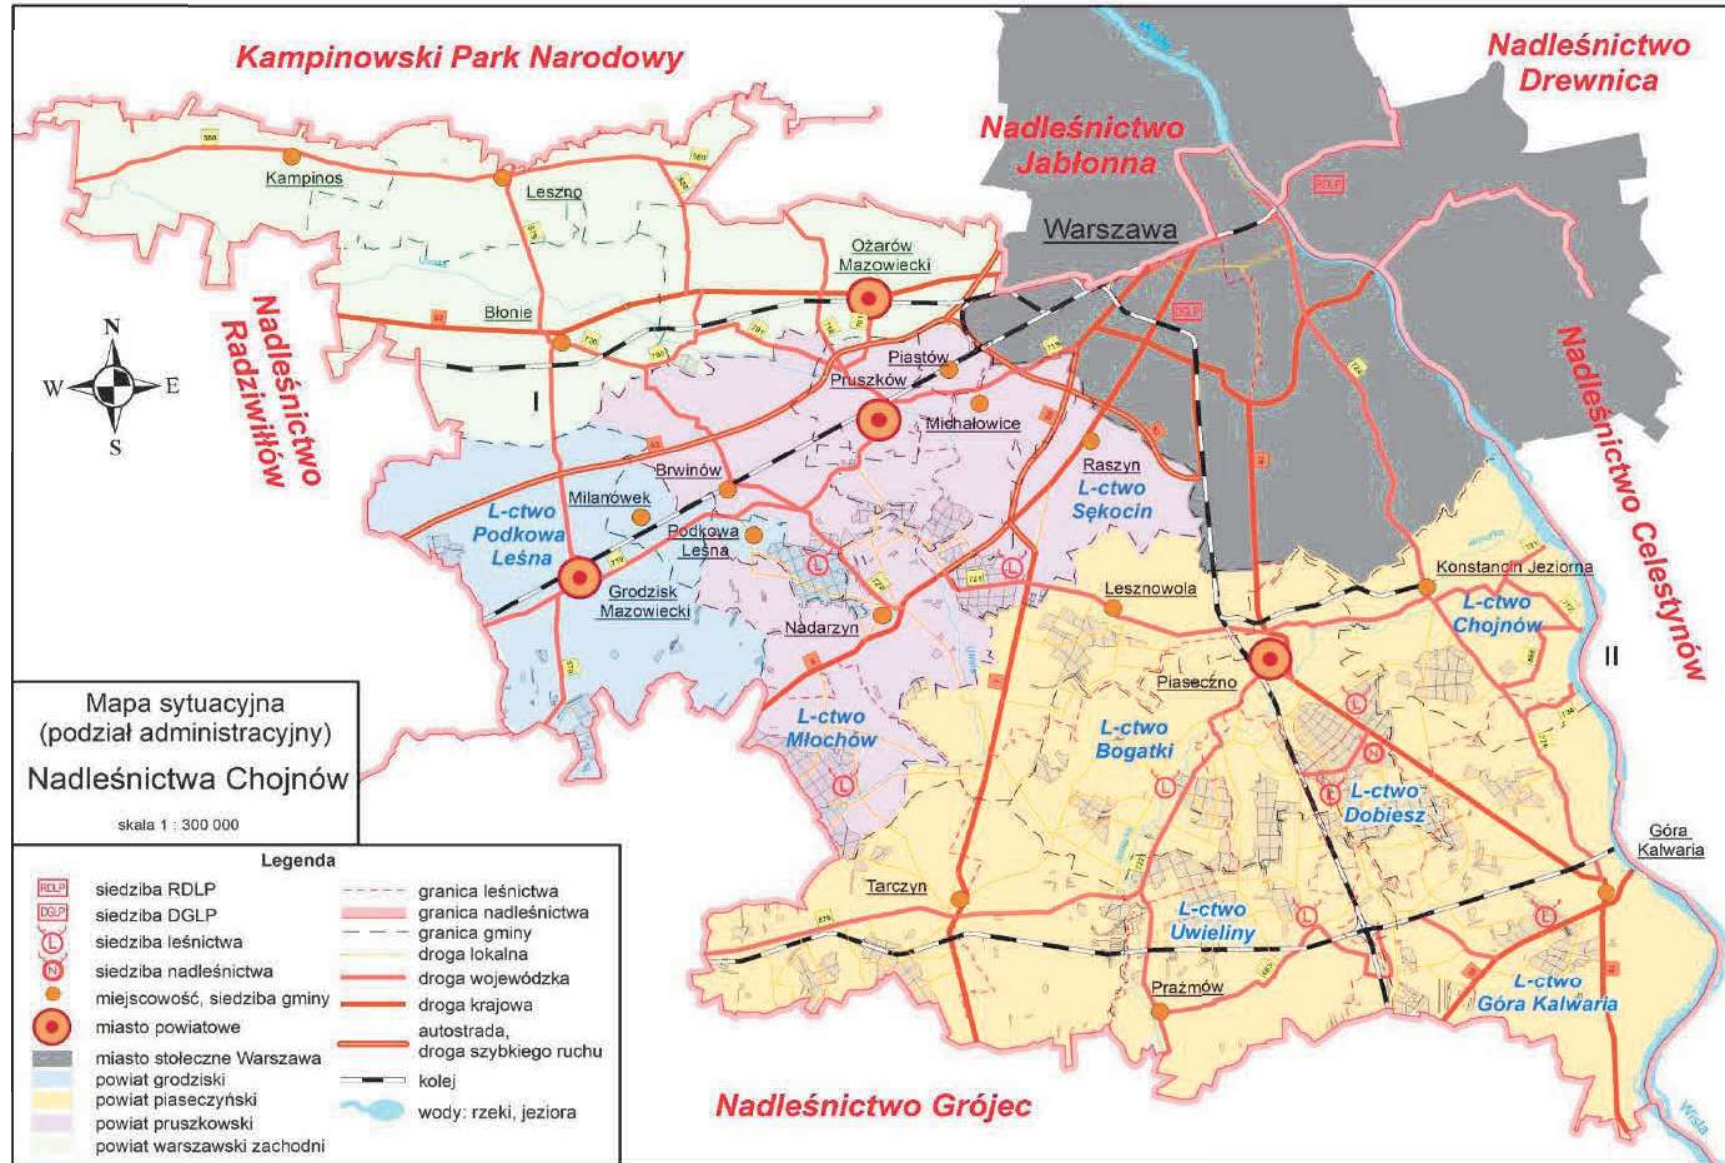 Kampinowski Park Narodowy
Nadleśnictwo
Drewnica
Nadleśnictwo
Jabłonna
RDLP
Kampinos
Leszno
Warszawa
Ożarów
Mazowiecki
Nadleśnictwo
Radziwiłłów
Błonie
DGLP
N
W
E
S
I
Piastów
Pruszków
Michałowice
Nadleśnictwo Celestynów
Brwinów
Milanówek
Raszyn
L-ctwo
Sękocin
L-ctwo
Podkowa
Leśna
Podkowa
Leśna
Grodzisk
Mazowiecki
Nadarzyn
Lesznowola
Konstancin Jeziorna
L-ctwo
Chojnów
II
Piaseczno
L-ctwo
Młochów
L-ctwo
Bogatki
L-ctwo
Dobiesz
Góra
Kalwaria
Tarczyn
L-ctwo
Uwieliny
Prażmów
L-ctwo
Góra Kalwaria
Nadleśnictwo Grójec
Wisła
Mapa sytuacyjna
(podział administracyjny)
Nadleśnictwa Chojnów
skala 1 : 300 000
Legenda
RDLP siedziba RDLP
DGLP siedziba DGLP
L siedziba leśnictwa
N siedziba nadleśnictwa
miejscowość, siedziba gminy
miasto powiatowe
miasto stołeczne Warszawa
powiat grodziski
powiat piaseczyński
powiat pruszkowski
powiat warszawski zachodni
granica leśnictwa
granica nadleśnictwa
granica gminy
droga lokalna
droga wojewódzka
droga krajowa
autostrada,
droga szybkiego ruchu
kolej
wody: rzeki, jeziora